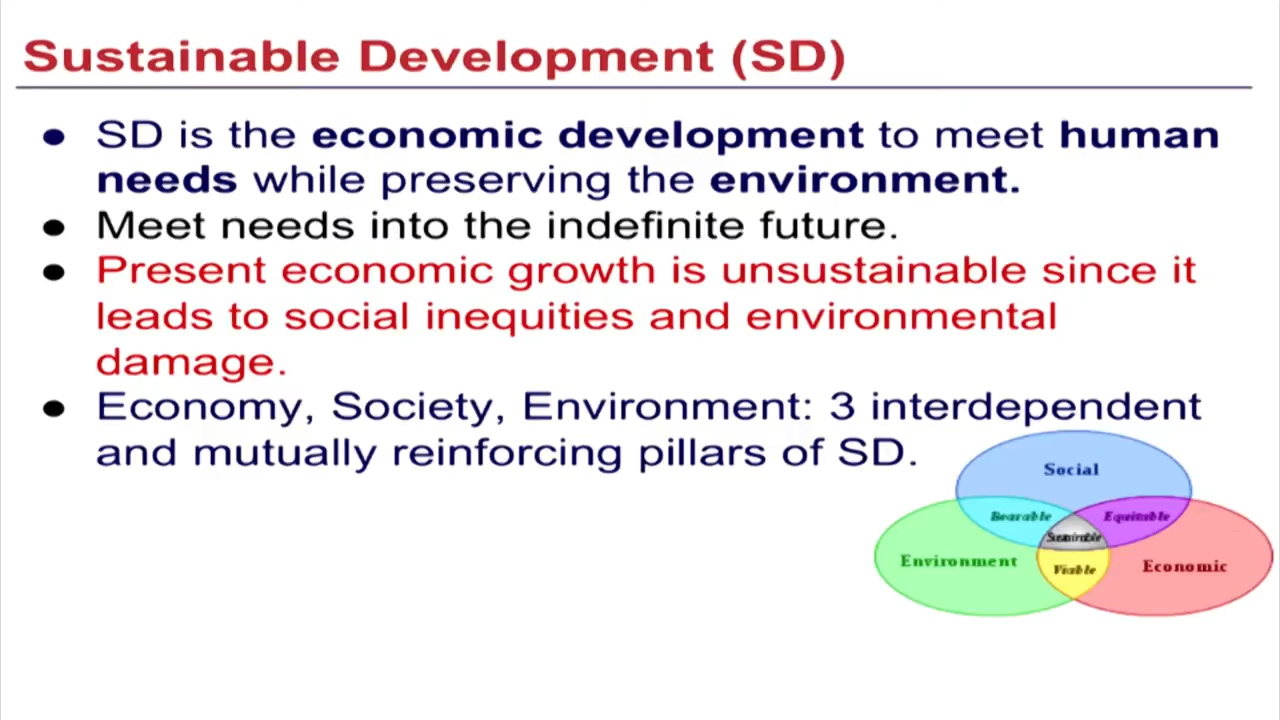 Sustainable Development (SD)
● SD is the economic development to meet human
needs while preserving the environment.
● Meet needs into the indefinite future.
● Present economic growth is unsustainable since it
leads to social inequities and environmental
damage.
● Economy, Society, Environment: 3 interdependent
and mutually reinforcing pillars of SD.
Social
Bearable
Equitable
Sustainable
Environment
Viable
Economic